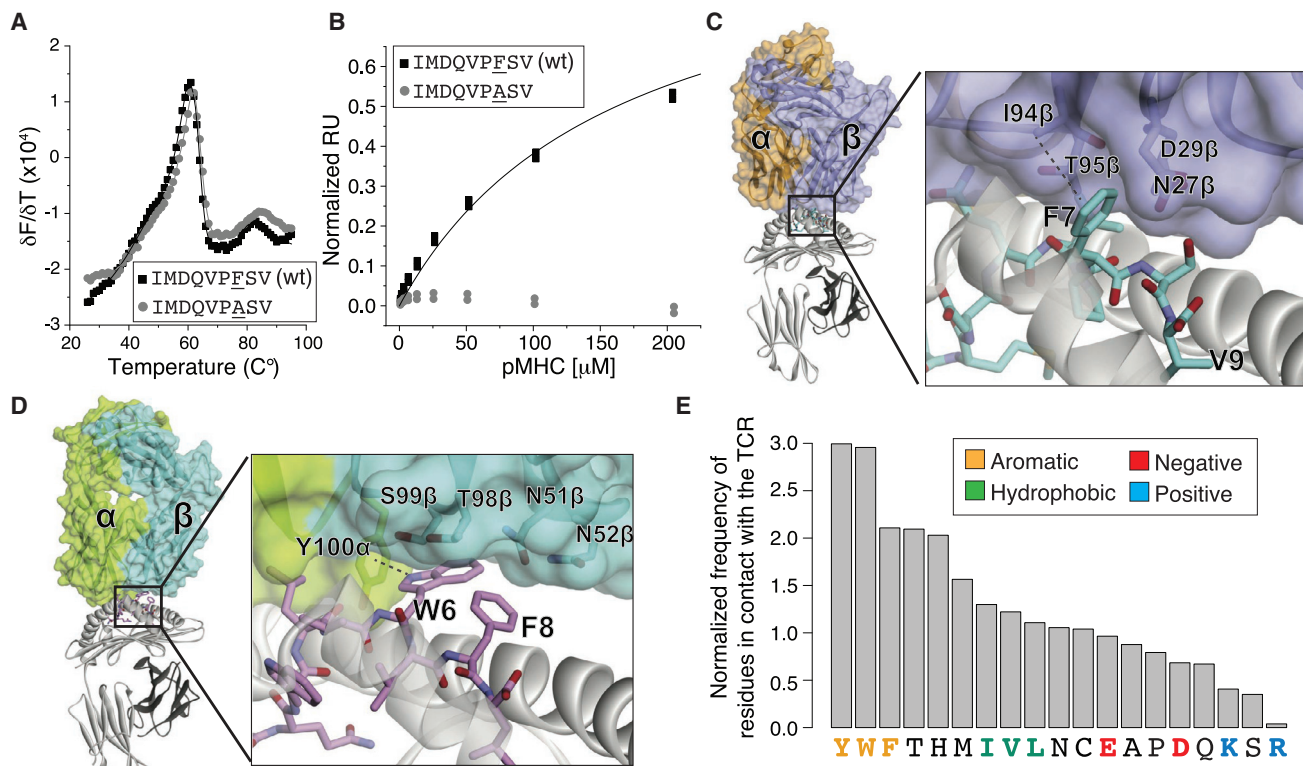 A
δF/δT (x10⁴)
2
1
0
-1
-2
-3
20
40
60
80
100
Temperature (C°)
IMDQVPFSV (wt)
IMDQVPASV
B
Normalized RU
0.6
0.5
0.4
0.3
0.2
0.1
0.0
0
50
100
150
200
pMHC [μM]
IMDQVPFSV (wt)
IMDQVPASV
C
α
β
I94β
T95β
D29β
N27β
F7
V9
D
α
β
S99β
T98β
N51β
N52β
Y100α
W6
F8
E
Normalized frequency of
residues in contact with the TCR
3.0
2.5
2.0
1.5
1.0
0.5
0.0
Aromatic
Negative
Hydrophobic
Positive
Y W F T H M I V L N C E A P D Q K S R